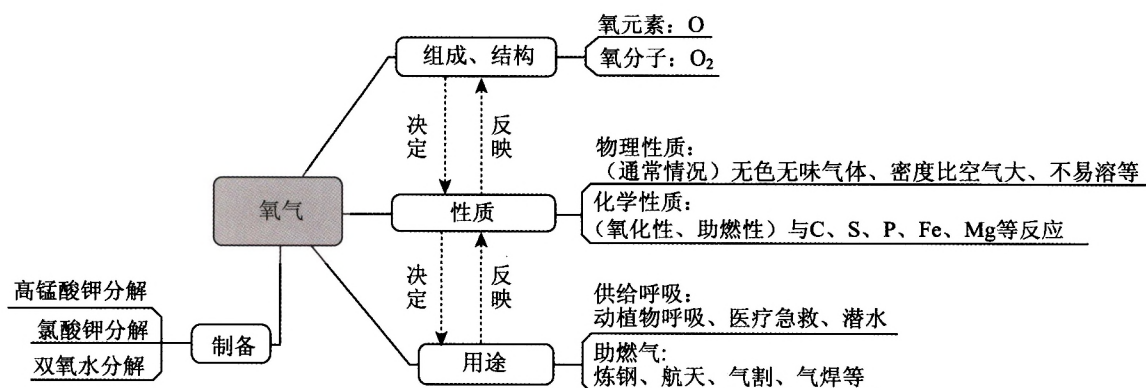 氧元素：O
氧分子：O₂
组成、结构
决定
反映
物理性质：
（通常情况）无色无味气体、密度比空气大、不易溶等
化学性质：
（氧化性、助燃性）与C、S、P、Fe、Mg等反应
氧气
性质
决定
反映
高锰酸钾分解
氯酸钾分解
双氧水分解
制备
用途
供给呼吸：
动植物呼吸、医疗急救、潜水
助燃气:
炼钢、航天、气割、气焊等